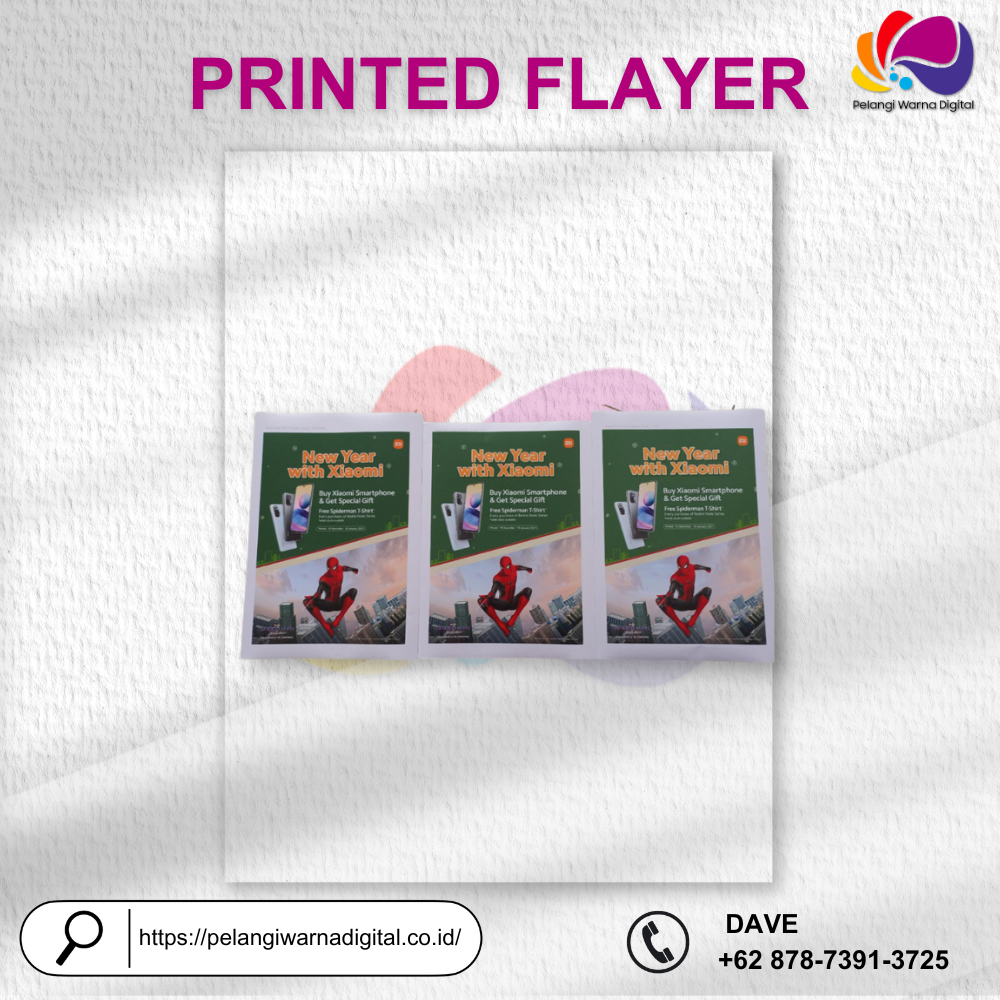 PRINTED FLAYER
Pelangi Warna Digital
New Year
with Xiaomi
Buy Xiaomi Smartphone
& Get Special Gift
Free Spiderman T-Shirt
New Year
with Xiaomi
Buy Xiaomi Smartphone
& Get Special Gift
Free Spiderman T-Shirt
New Year
with Xiaomi
Buy Xiaomi Smartphone
& Get Special Gift
Free Spiderman T-Shirt
https://pelangiwarnadigital.co.id/
DAVE
+62 878-7391-3725